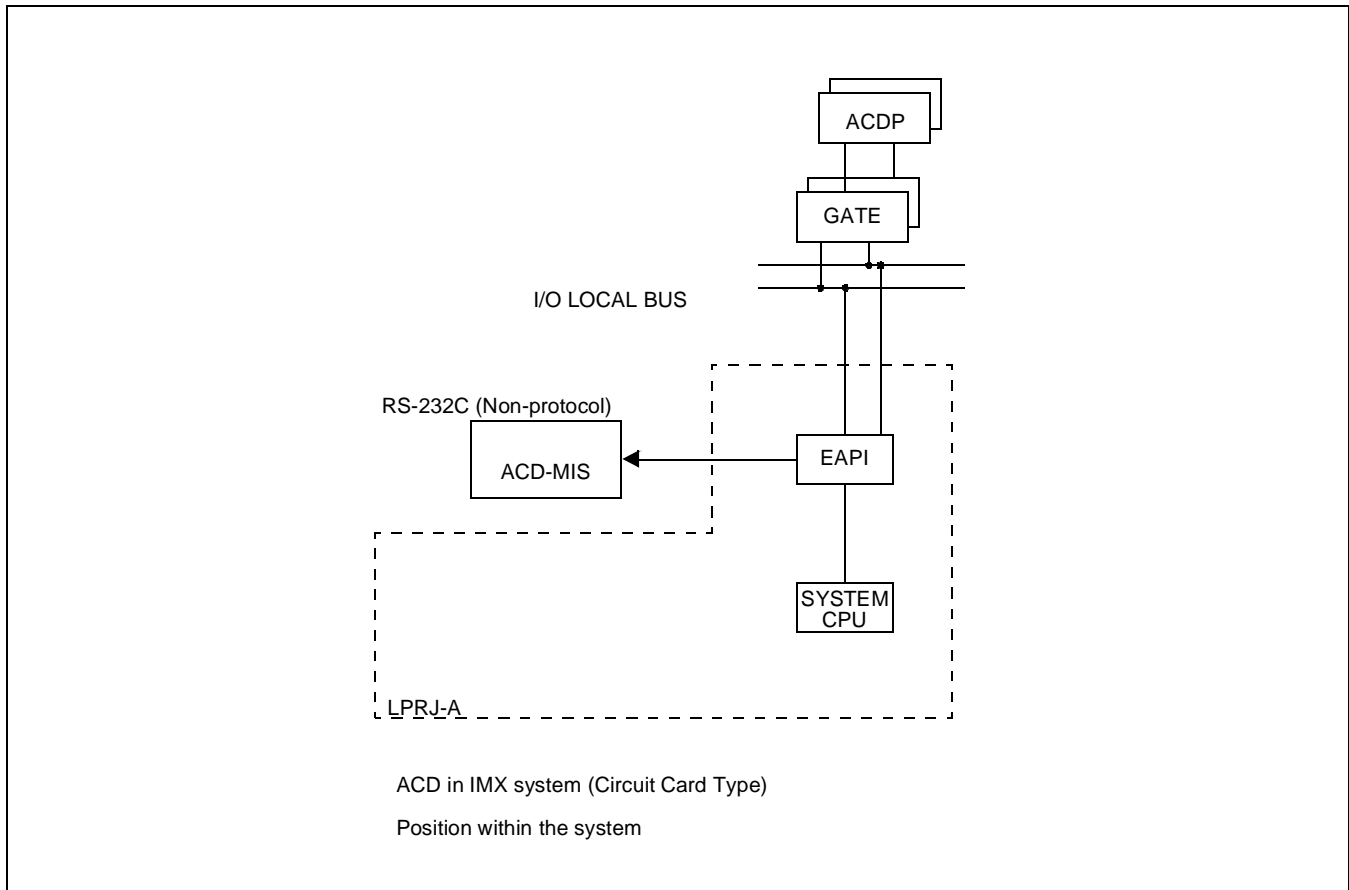 ACDP
GATE
I/O LOCAL BUS
RS-232C (Non-protocol)
ACD-MIS
EAPI
SYSTEM
CPU
LPRJ-A
ACD in IMX system (Circuit Card Type)
Position within the system